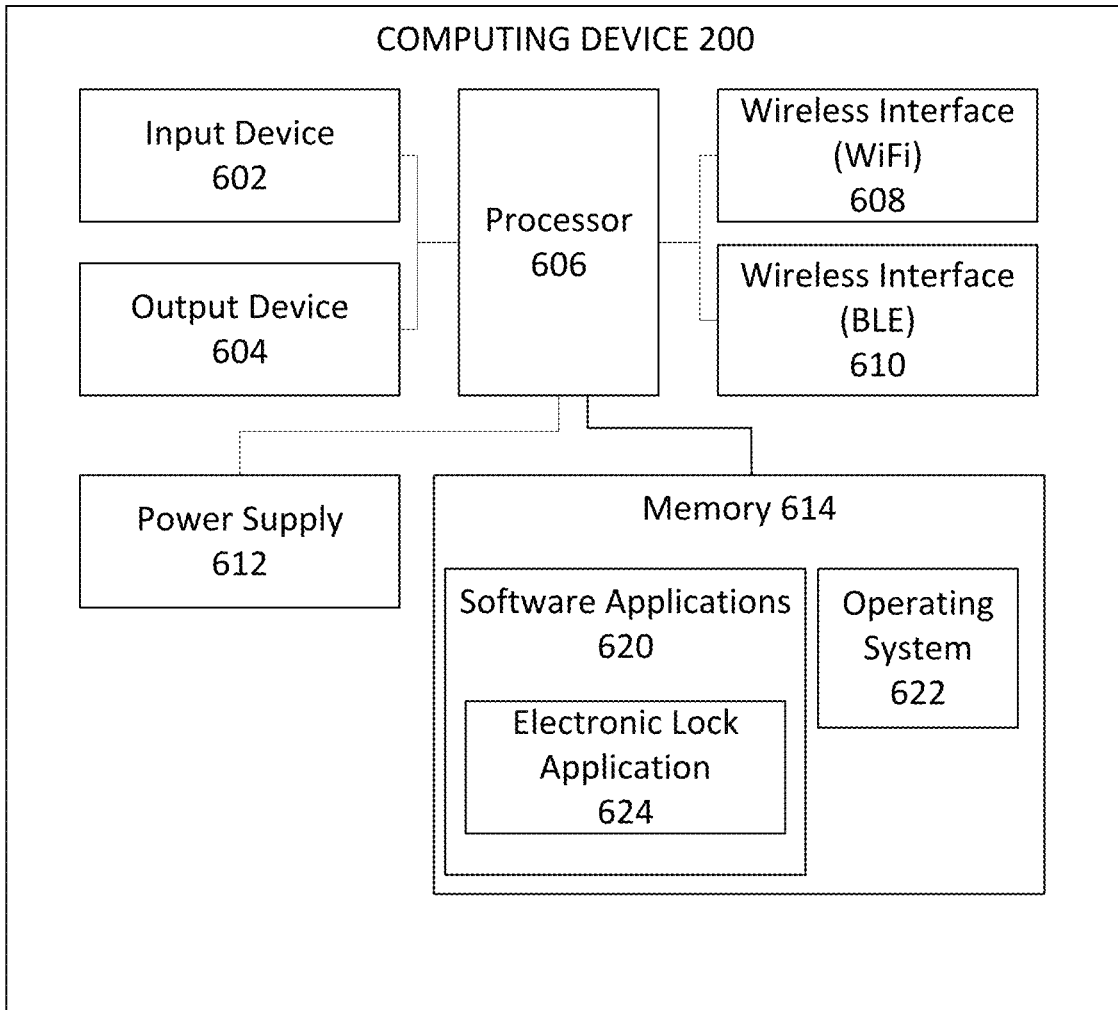 COMPUTING DEVICE 200
Input Device
602
Output Device
604
Processor
606
Wireless Interface
(WiFi)
608
Wireless Interface
(BLE)
610
Power Supply
612
Memory 614
Software Applications
620
Electronic Lock
Application
624
Operating
System
622